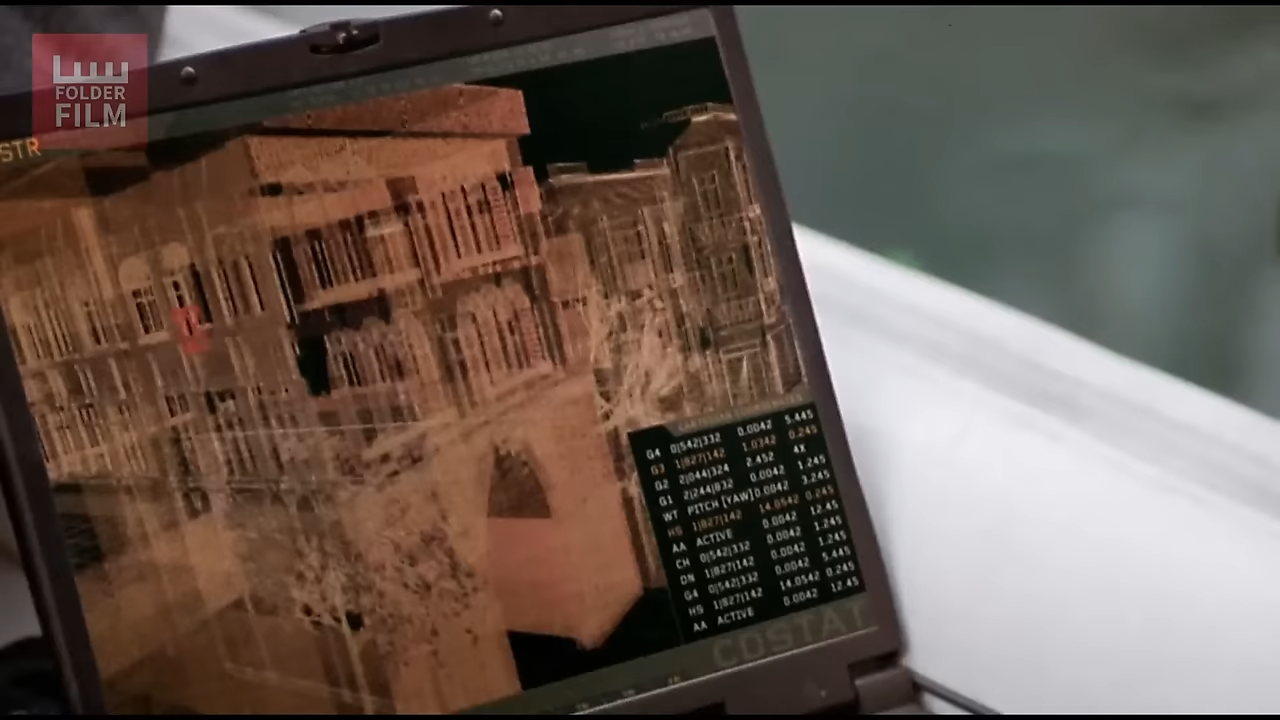 FOLDER
FILM
STR
G4 0|542|332 0.0042 5.445
G3 1|827|142 1.0342 0.245
G2 2|044|324 2.452 4X
G1 2|244|832 0.0042 1.245
WT PITCH [YAW] 0.0042 3.245
HS 1|827|142 14.0542 0.245
AA ACTIVE 0.0042 12.45
CH 0|542|332 0.0042 1.245
ON 1|827|142 0.0042 1.245
G4 0|542|332 0.0042 5.445
HS 1|827|142 14.0542 0.245
AA ACTIVE 0.0042 12.45
CDSTAT